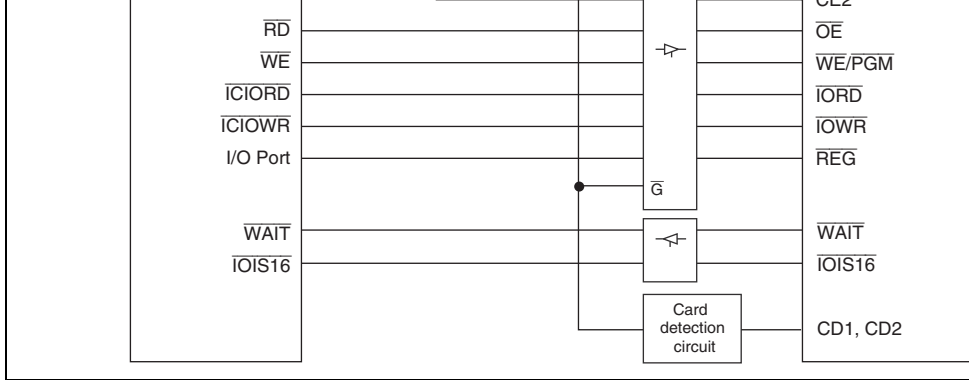 CE2
RD OE
WE WE/PGM
ICIORD IORD
ICIOWR IOWR
I/O Port REG
G
WAIT WAIT
IOIS16 IOIS16
Card
detection
circuit
CD1, CD2